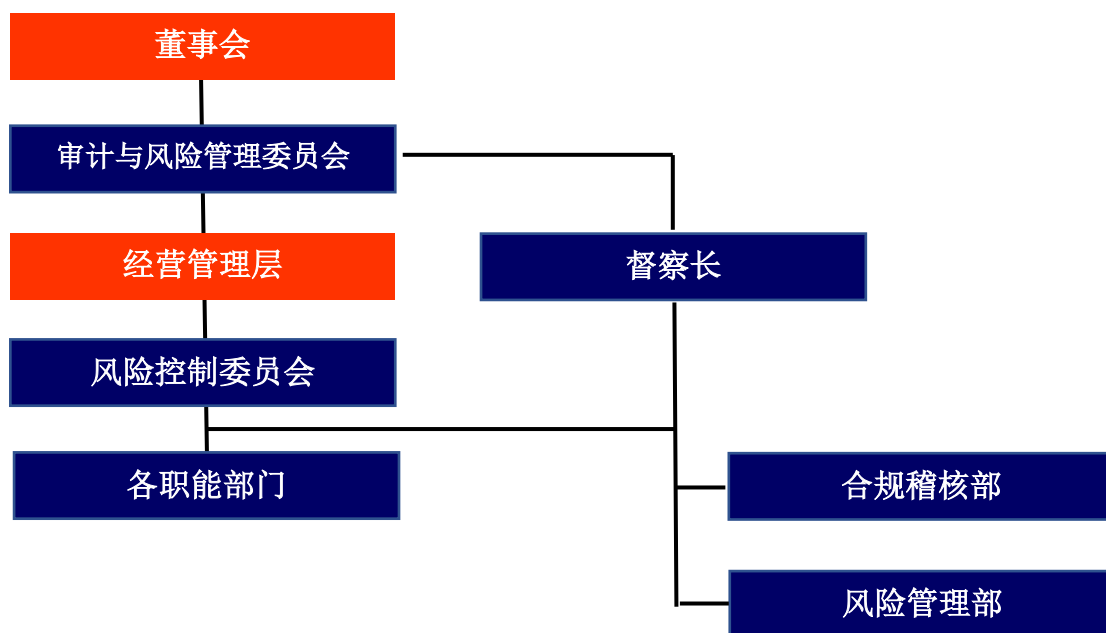 董事会
审计与风险管理委员会
经营管理层
督察长
风险控制委员会
各职能部门
合规稽核部
风险管理部